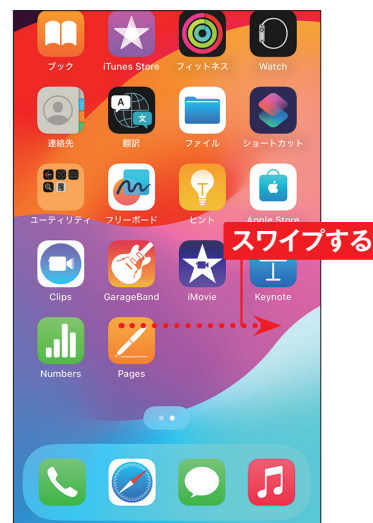 ブック iTunes Store フィットネス Watch
連絡先 翻訳 ファイル ショートカット
ユーティリティ フリーボード ヒント Apple Store
スワイプする
Clips GarageBand iMovie Keynote
Numbers Pages